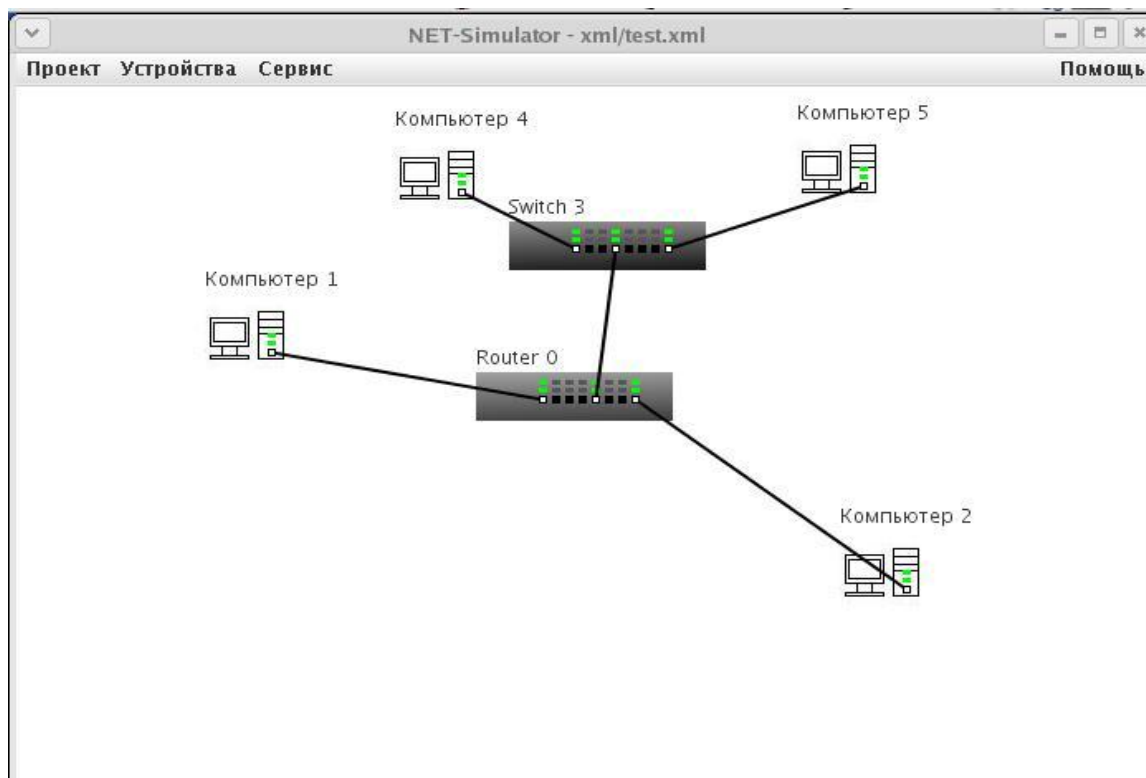 NET-Simulator - xml/test.xml
Проект Устройства Сервис Помощь
Компьютер 4
Компьютер 5
Switch 3
Компьютер 1
Router 0
Компьютер 2